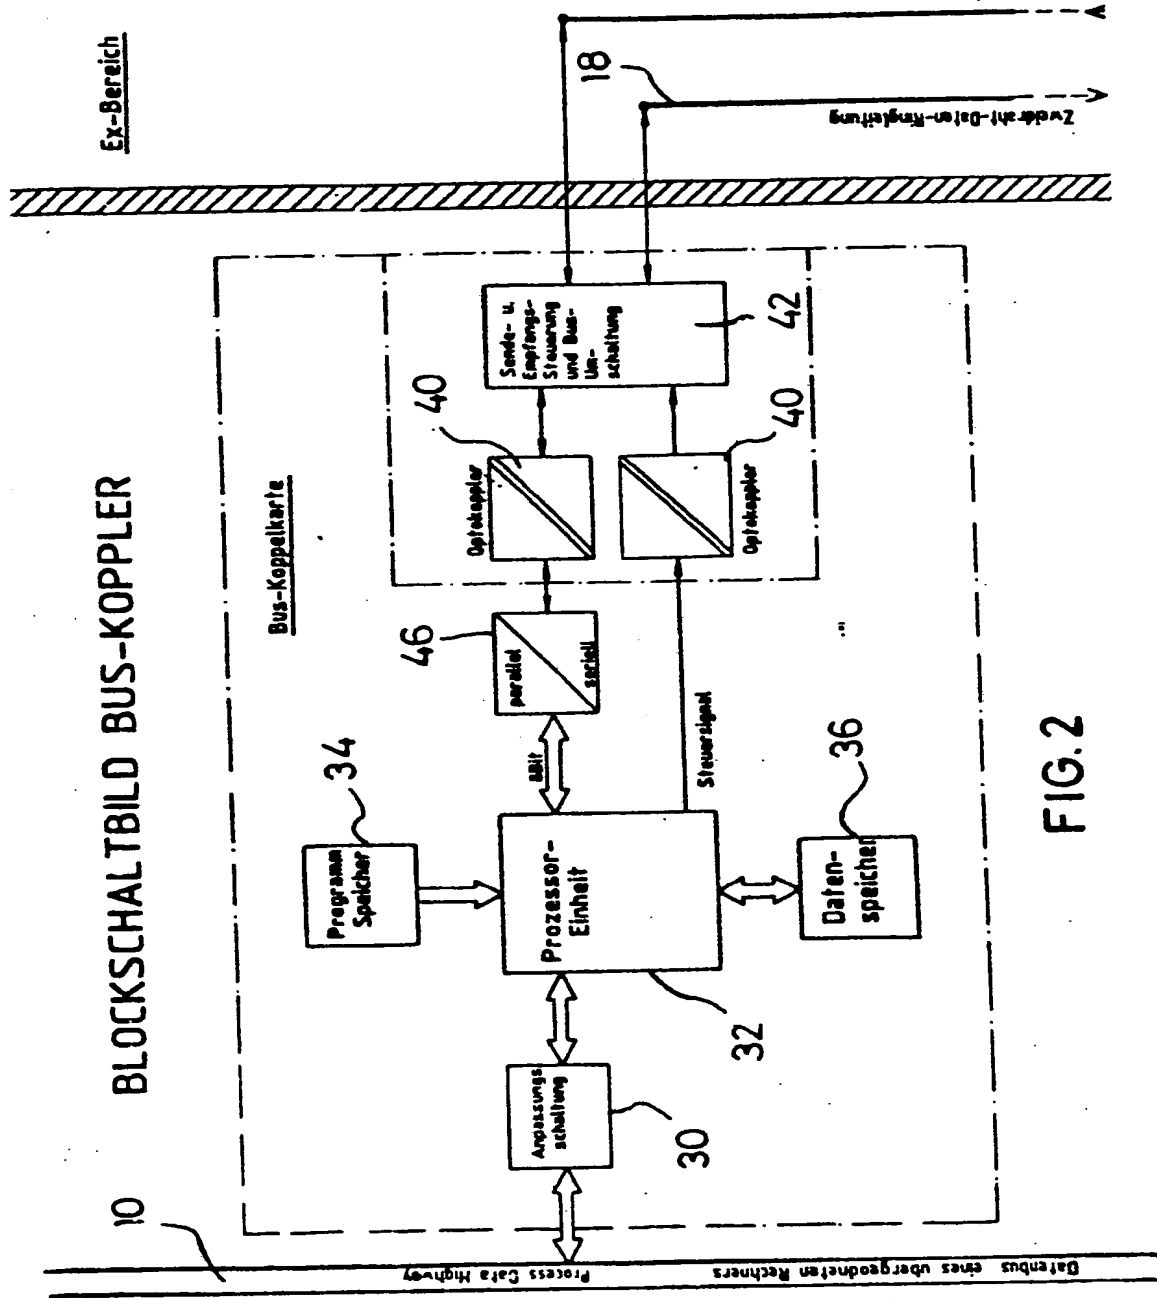 BLOCKSCHALTBILD BUS-KOPPLER
Ex-Bereich
Bus-Koppelkarte
10
Process Data Highway
Datenbus eines übergeodneten Rechners
Anpassungs
schaltung
30
Prozessor-
Einheit
32
Programm
Speicher
34
Daten-
speicher
36
8Bit
Steuersignal
parallel
seriell
46
Optokoppler
40
Optokoppler
40
Sende- u.
Empfangs-
Steuerung
und Bus-
Um-
schaltung
42
18
Zweidraht-Daten-Ringleitung
FIG. 2